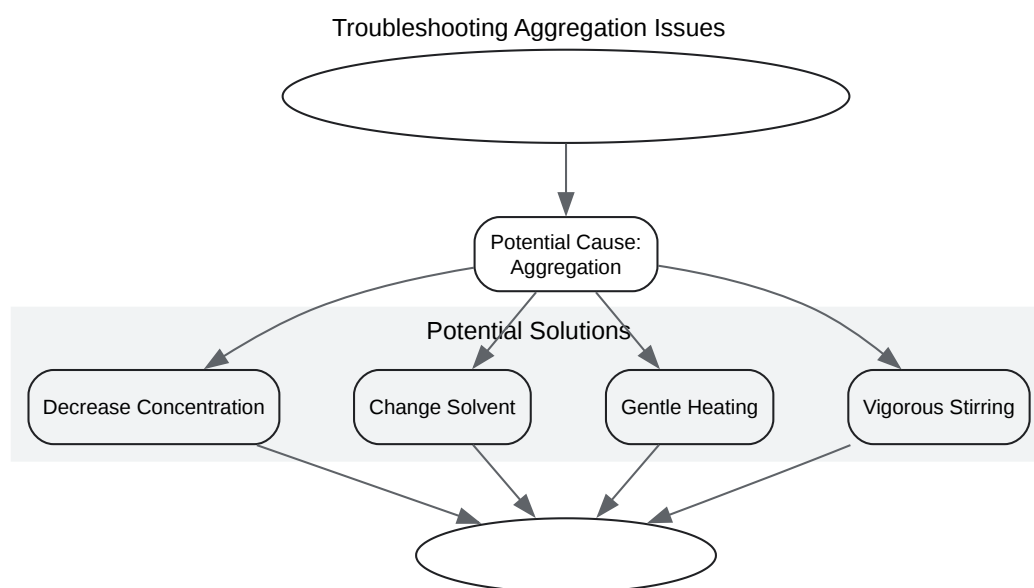 Troubleshooting Aggregation Issues
Potential Cause:
Aggregation
Potential Solutions
Decrease Concentration
Change Solvent
Gentle Heating
Vigorous Stirring